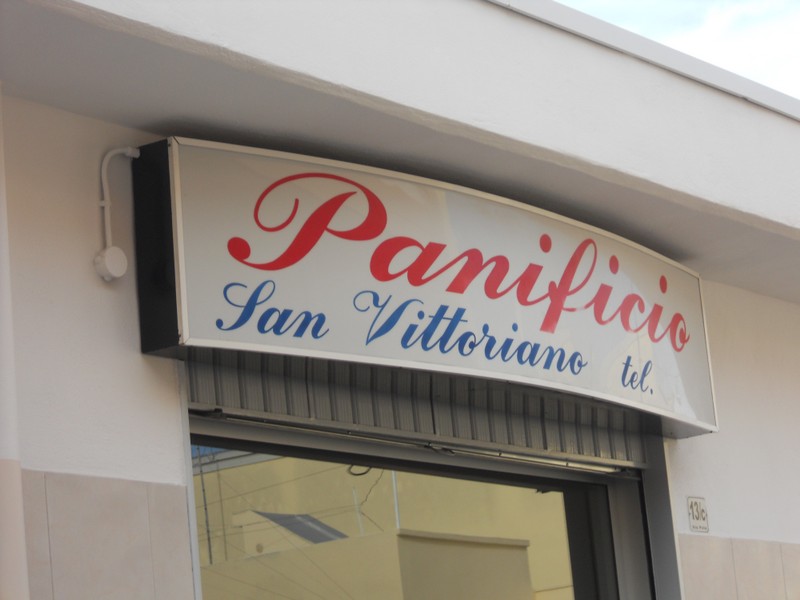 Panificio
San Vittoriano tel.
13/c